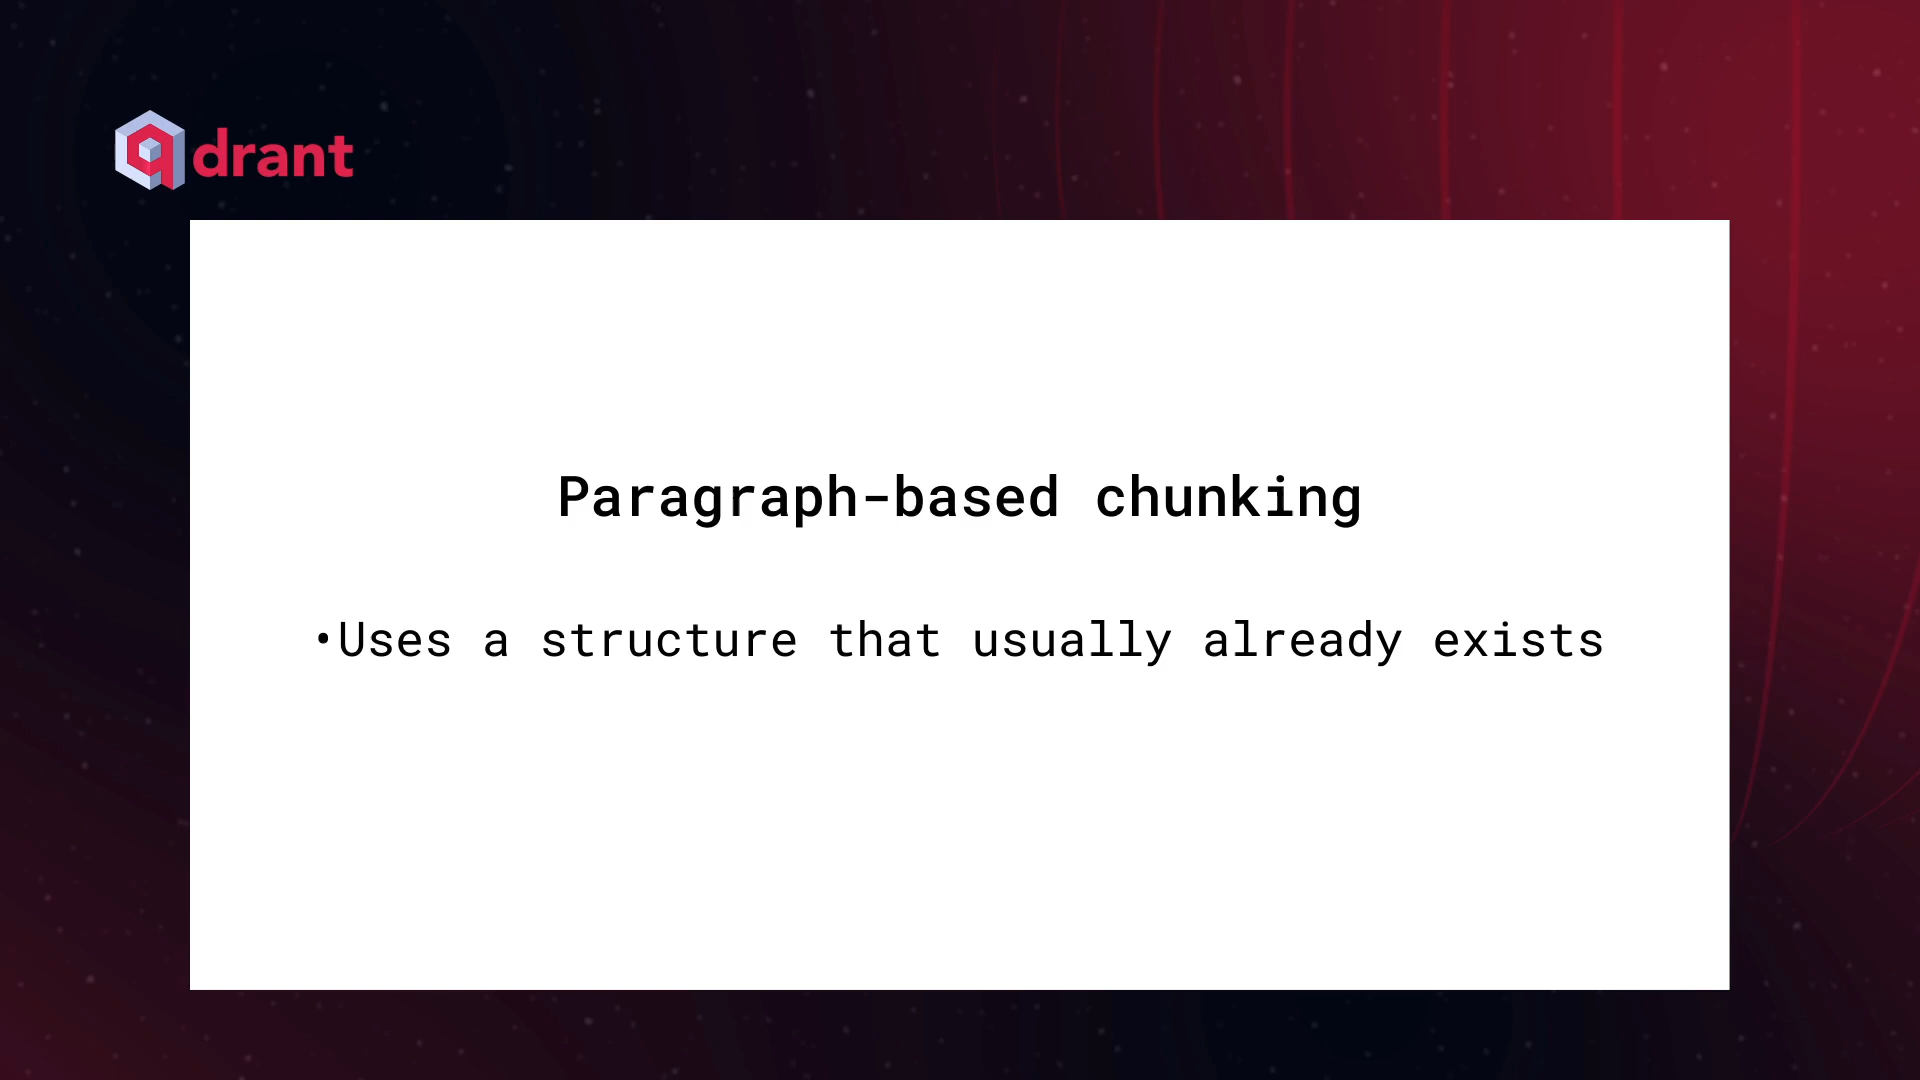 qdrant
Paragraph-based chunking
•Uses a structure that usually already exists